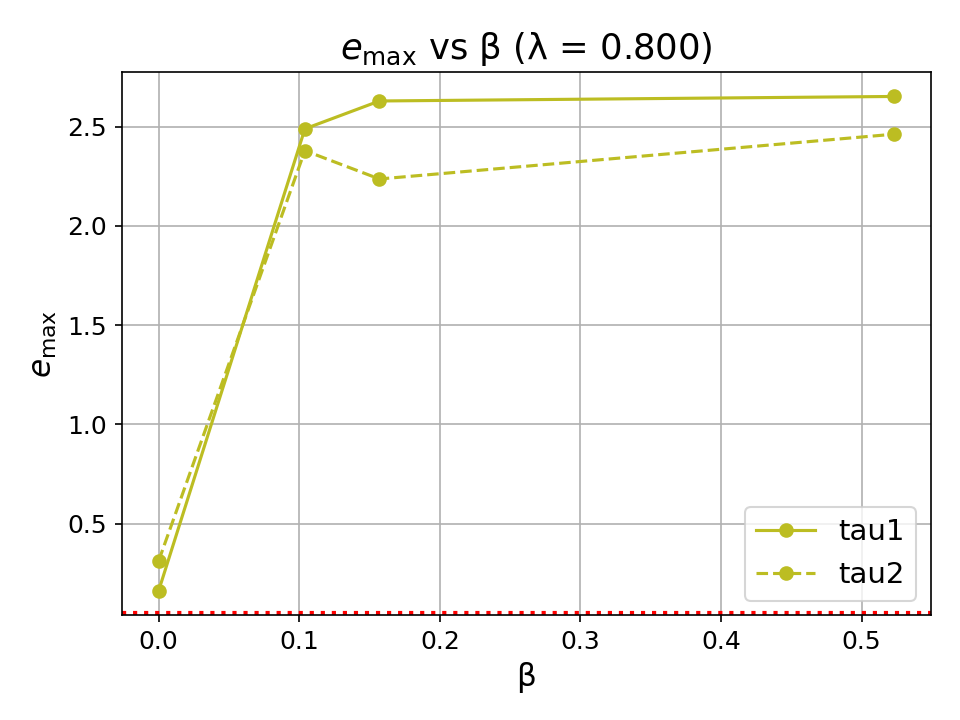 e_max vs β (λ = 0.800)
e_max
2.5
2.0
1.5
1.0
0.5
0.0 0.1 0.2 0.3 0.4 0.5
β
tau1
tau2